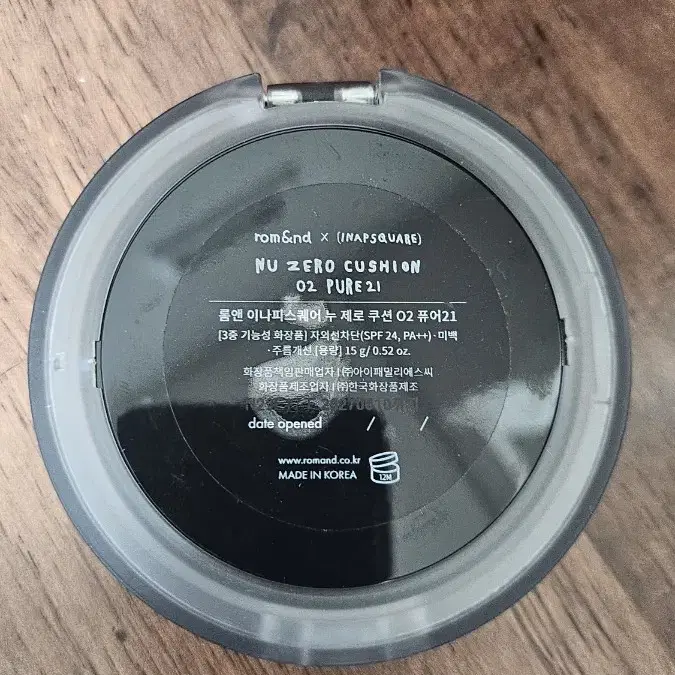 rom&nd x (INAPSQUARE)
NU ZERO CUSHION
02 PURE21
롬앤 이나피스퀘어 누 제로 쿠션 02 퓨어21
[3중 기능성 화장품] 자외선차단(SPF 24, PA++)·미백
·주름개선 [용량] 15 g/ 0.52 oz.
화장품책임판매업자 l ㈜아이패밀리에스씨
화장품제조업자 l ㈜한국화장품제조
date opened / /
www.romand.co.kr
MADE IN KOREA
12M